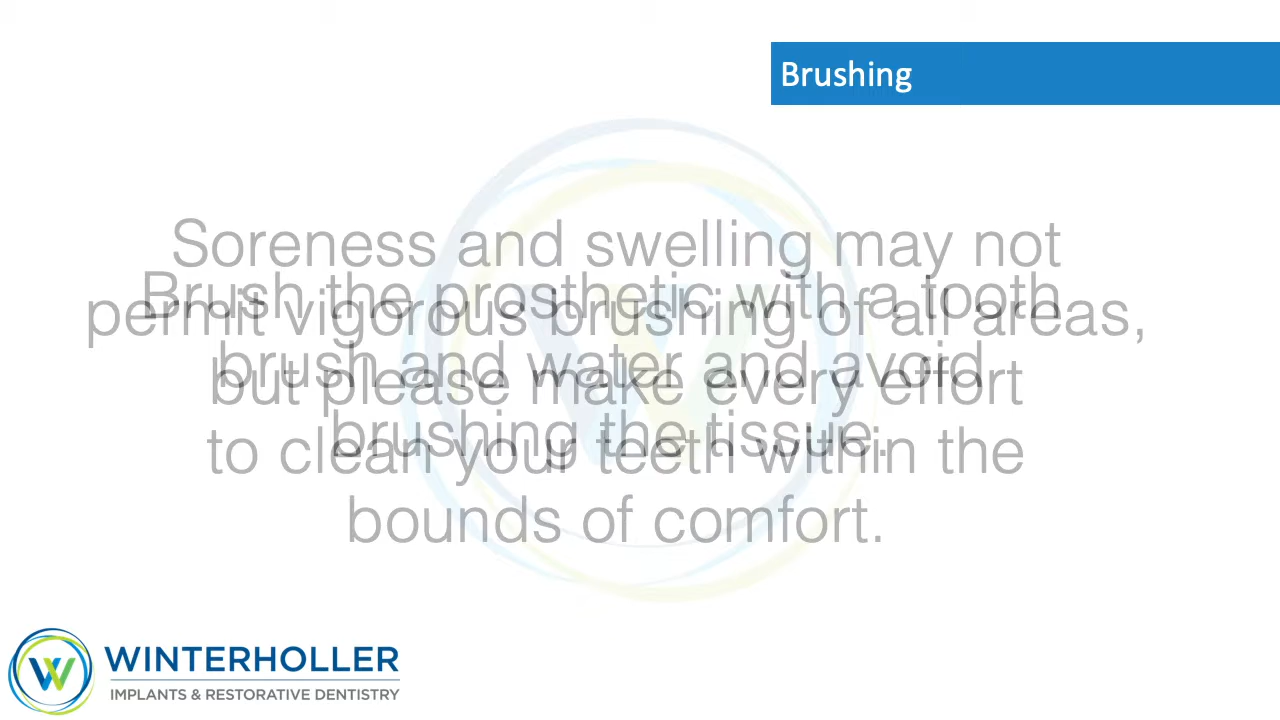 Brushing
Soreness and swelling may not
permit vigorous brushing of all areas,
but please make every effort
to clean your teeth within the
bounds of comfort.
Brush the prosthetic with a tooth
brush and water and avoid
brushing the tissue.
WINTERHOLLER
IMPLANTS & RESTORATIVE DENTISTRY